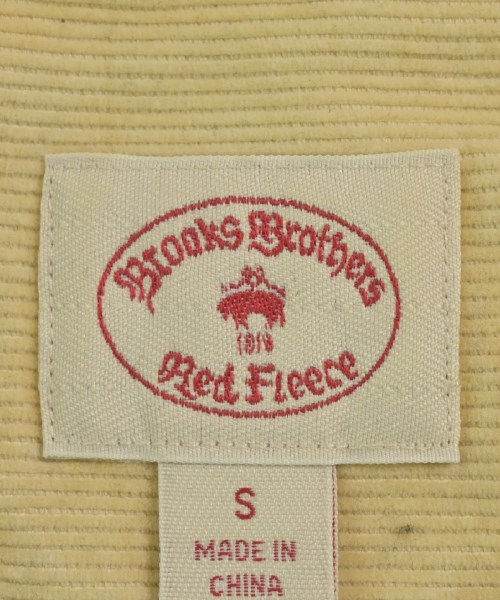 Brooks Brothers
1818
Red Fleece
S
MADE IN
CHINA